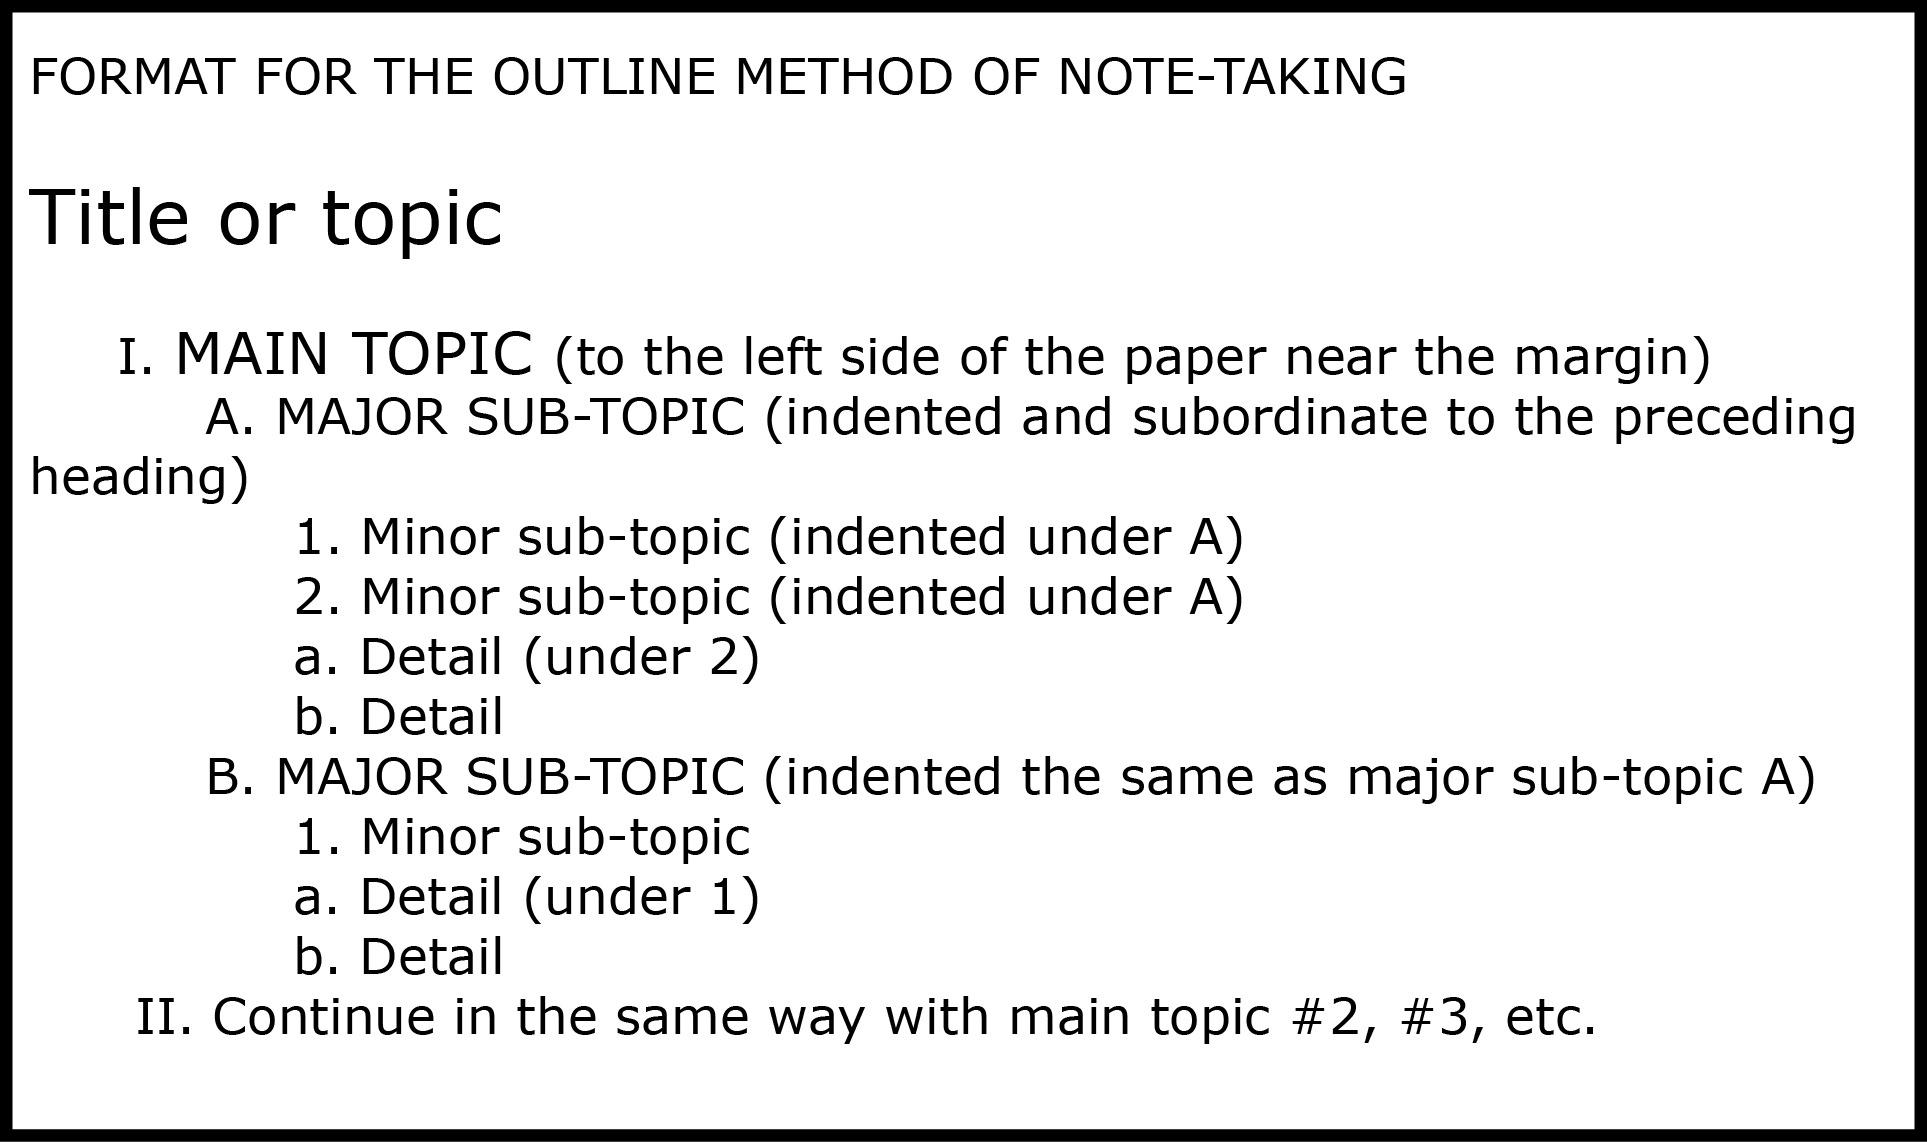 FORMAT FOR THE OUTLINE METHOD OF NOTE-TAKING
Title or topic
I. MAIN TOPIC (to the left side of the paper near the margin)
A. MAJOR SUB-TOPIC (indented and subordinate to the preceding
heading)
1. Minor sub-topic (indented under A)
2. Minor sub-topic (indented under A)
a. Detail (under 2)
b. Detail
B. MAJOR SUB-TOPIC (indented the same as major sub-topic A)
1. Minor sub-topic
a. Detail (under 1)
b. Detail
II. Continue in the same way with main topic #2, #3, etc.